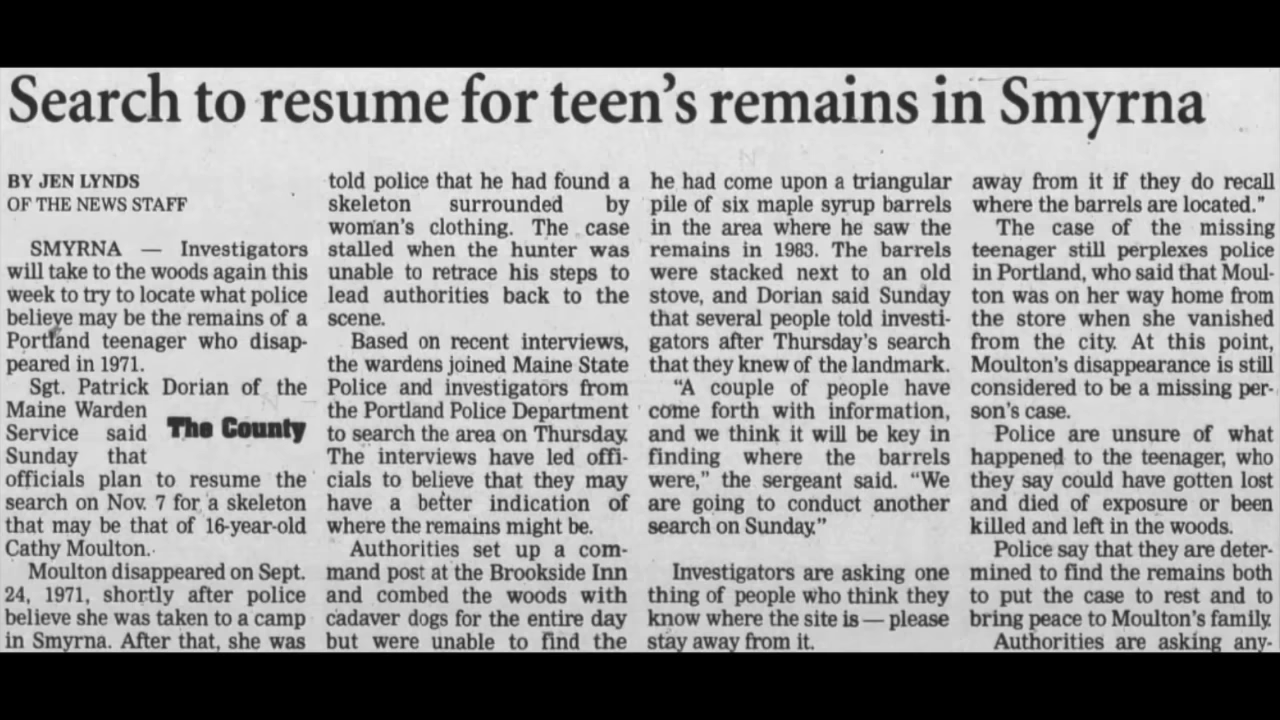 Search to resume for teen's remains in Smyrna
BY JEN LYNDS
OF THE NEWS STAFF
SMYRNA — Investigators
will take to the woods again this
week to try to locate what police
believe may be the remains of a
Portland teenager who disap-
peared in 1971.
Sgt. Patrick Dorian of the
Maine Warden
Service said
Sunday that
The County
officials plan to resume the
search on Nov. 7 for a skeleton
that may be that of 16-year-old
Cathy Moulton.
Moulton disappeared on Sept.
24, 1971, shortly after police
believe she was taken to a camp
in Smyrna. After that, she was
told police that he had found a
skeleton surrounded by
woman's clothing. The case
stalled when the hunter was
unable to retrace his steps to
lead authorities back to the
scene.
Based on recent interviews,
the wardens joined Maine State
Police and investigators from
the Portland Police Department
to search the area on Thursday.
The interviews have led offi-
cials to believe that they may
have a better indication of
where the remains might be.
Authorities set up a com-
mand post at the Brookside Inn
and combed the woods with
cadaver dogs for the entire day
but were unable to find the
he had come upon a triangular
pile of six maple syrup barrels
in the area where he saw the
remains in 1983. The barrels
were stacked next to an old
stove, and Dorian said Sunday
that several people told investi-
gators after Thursday's search
that they knew of the landmark.
"A couple of people have
come forth with information,
and we think it will be key in
finding where the barrels
were," the sergeant said. "We
are going to conduct another
search on Sunday."
Investigators are asking one
thing of people who think they
know where the site is — please
stay away from it.
away from it if they do recall
where the barrels are located."
The case of the missing
teenager still perplexes police
in Portland, who said that Moul-
ton was on her way home from
the store when she vanished
from the city. At this point,
Moulton's disappearance is still
considered to be a missing per-
son's case.
Police are unsure of what
happened to the teenager, who
they say could have gotten lost
and died of exposure or been
killed and left in the woods.
Police say that they are deter-
mined to find the remains both
to put the case to rest and to
bring peace to Moulton's family.
Authorities are asking any-